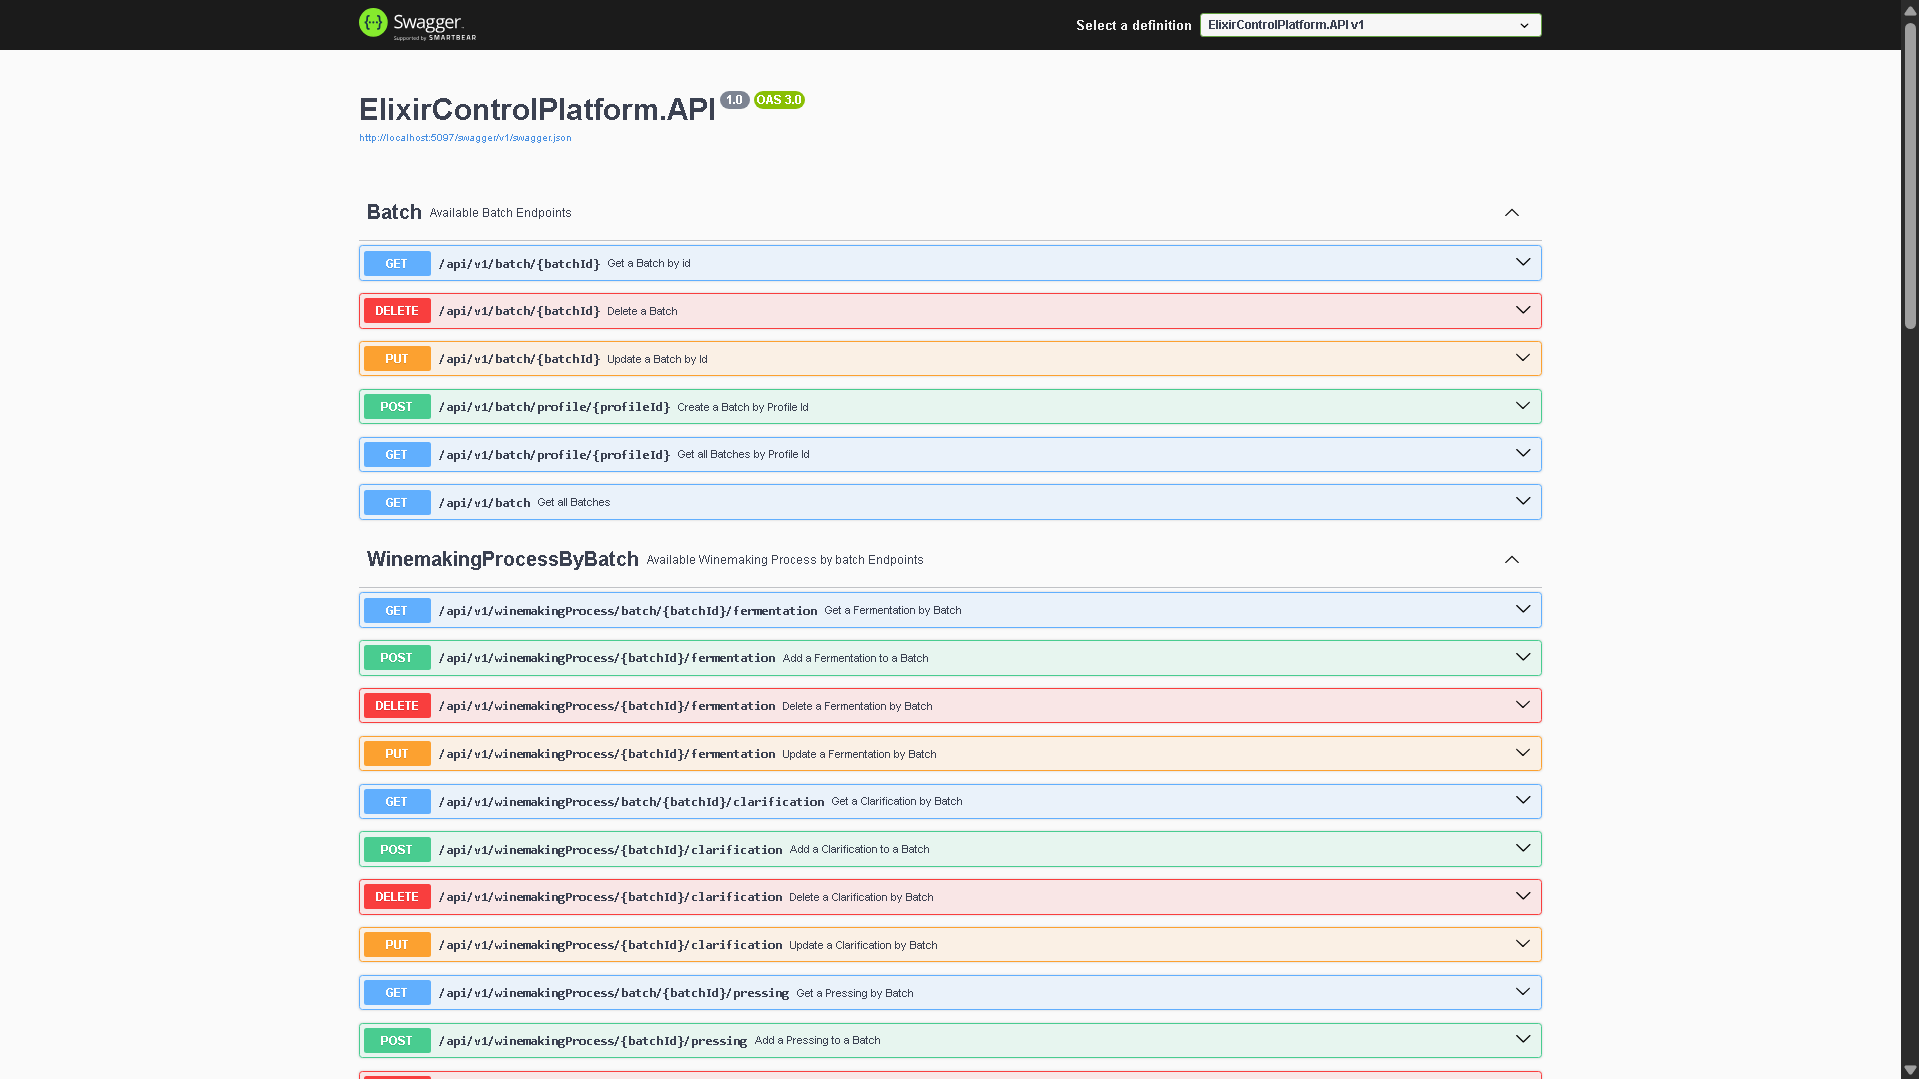 Swagger.
Supported by SMARTBEAR
Select a definition
ElixirControlPlatform.API v1
ElixirControlPlatform.API 1.0 OAS 3.0
http://localhost:5097/swagger/v1/swagger.json
Batch Available Batch Endpoints
GET /api/v1/batch/{batchId} Get a Batch by id
DELETE /api/v1/batch/{batchId} Delete a Batch
PUT /api/v1/batch/{batchId} Update a Batch by Id
POST /api/v1/batch/profile/{profileId} Create a Batch by Profile Id
GET /api/v1/batch/profile/{profileId} Get all Batches by Profile Id
GET /api/v1/batch Get all Batches
WinemakingProcessByBatch Available Winemaking Process by batch Endpoints
GET /api/v1/winemakingProcess/batch/{batchId}/fermentation Get a Fermentation by Batch
POST /api/v1/winemakingProcess/{batchId}/fermentation Add a Fermentation to a Batch
DELETE /api/v1/winemakingProcess/{batchId}/fermentation Delete a Fermentation by Batch
PUT /api/v1/winemakingProcess/{batchId}/fermentation Update a Fermentation by Batch
GET /api/v1/winemakingProcess/batch/{batchId}/clarification Get a Clarification by Batch
POST /api/v1/winemakingProcess/{batchId}/clarification Add a Clarification to a Batch
DELETE /api/v1/winemakingProcess/{batchId}/clarification Delete a Clarification by Batch
PUT /api/v1/winemakingProcess/{batchId}/clarification Update a Clarification by Batch
GET /api/v1/winemakingProcess/batch/{batchId}/pressing Get a Pressing by Batch
POST /api/v1/winemakingProcess/{batchId}/pressing Add a Pressing to a Batch